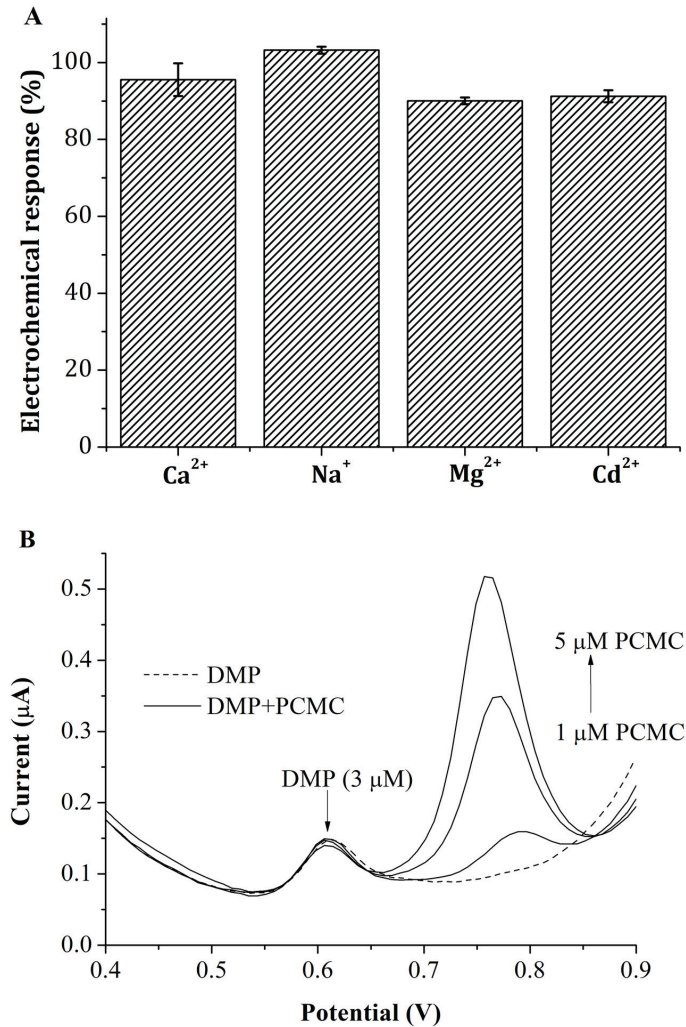 A
Electrochemical response (%)
100
80
60
40
20
0
Ca²⁺ Na⁺ Mg²⁺ Cd²⁺
B
Current (μA)
0.5
0.4
0.3
0.2
0.1
0.0
DMP
DMP+PCMC
DMP (3 μM)
5 μM PCMC
1 μM PCMC
0.4 0.5 0.6 0.7 0.8 0.9
Potential (V)